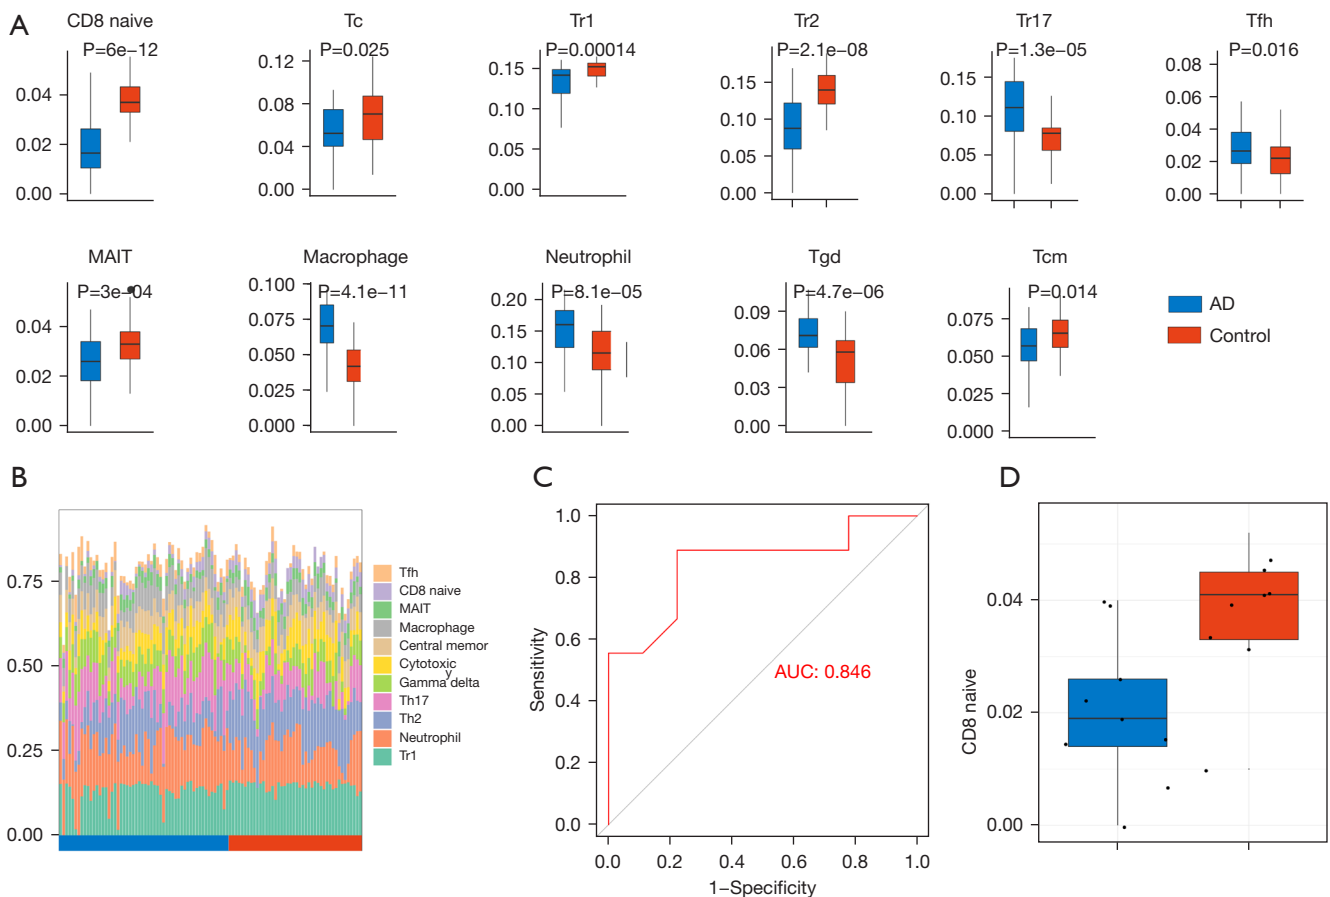 A
CD8 naive
P=6e−12
0.04
0.02
0.00
Tc
P=0.025
0.12
0.08
0.04
0.00
Tr1
P=0.00014
0.15
0.10
0.05
0.00
Tr2
P=2.1e−08
0.15
0.10
0.05
0.00
Tr17
P=1.3e−05
0.15
0.10
0.05
0.00
Tfh
P=0.016
0.08
0.06
0.04
0.02
0.00
MAIT
P=3e−04
0.04
0.02
0.00
Macrophage
P=4.1e−11
0.100
0.075
0.050
0.025
0.000
Neutrophil
P=8.1e−05
0.20
0.15
0.10
0.05
0.00
Tgd
P=4.7e−06
0.09
0.06
0.03
0.00
Tcm
P=0.014
0.075
0.050
0.025
0.000
AD
Control
B
0.75
0.50
0.25
0.00
Tfh
CD8 naive
MAIT
Macrophage
Central memor
Cytotoxic
y
Gamma delta
Th17
Th2
Neutrophil
Tr1
C
Sensitivity
1.0
0.8
0.6
0.4
0.2
0.0
AUC: 0.846
0.0 0.2 0.4 0.6 0.8 1.0
1−Specificity
D
CD8 naive
0.04
0.02
0.00